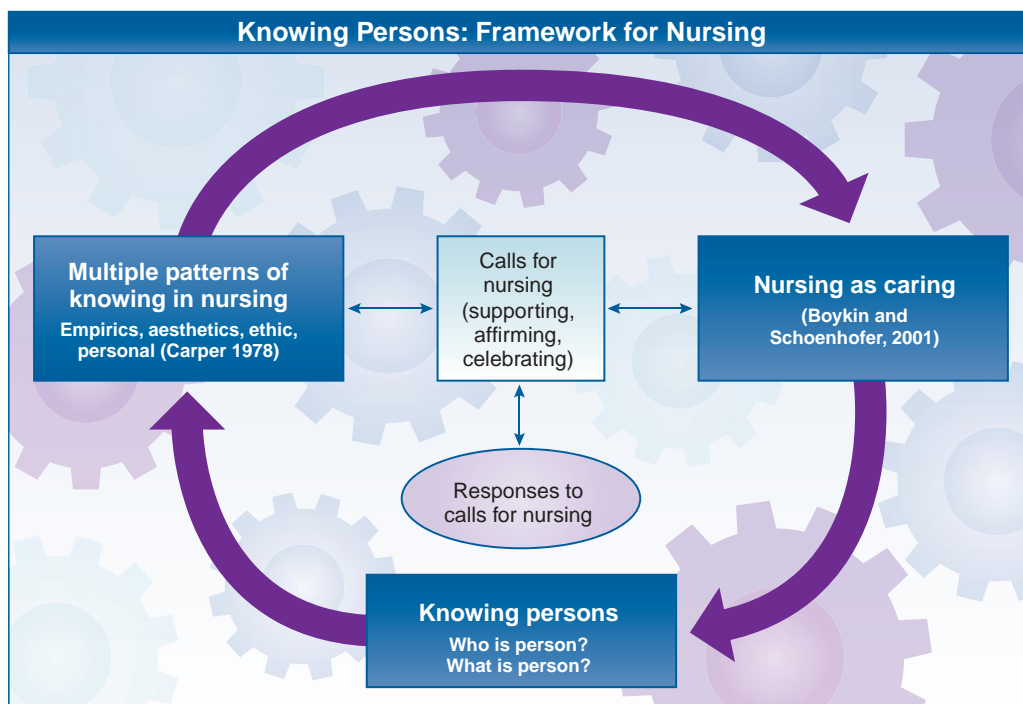 Knowing Persons: Framework for Nursing
Multiple patterns of
knowing in nursing
Empirics, aesthetics, ethic,
personal (Carper 1978)
Calls for
nursing
(supporting,
affirming,
celebrating)
Nursing as caring
(Boykin and
Schoenhofer, 2001)
Responses to
calls for nursing
Knowing persons
Who is person?
What is person?